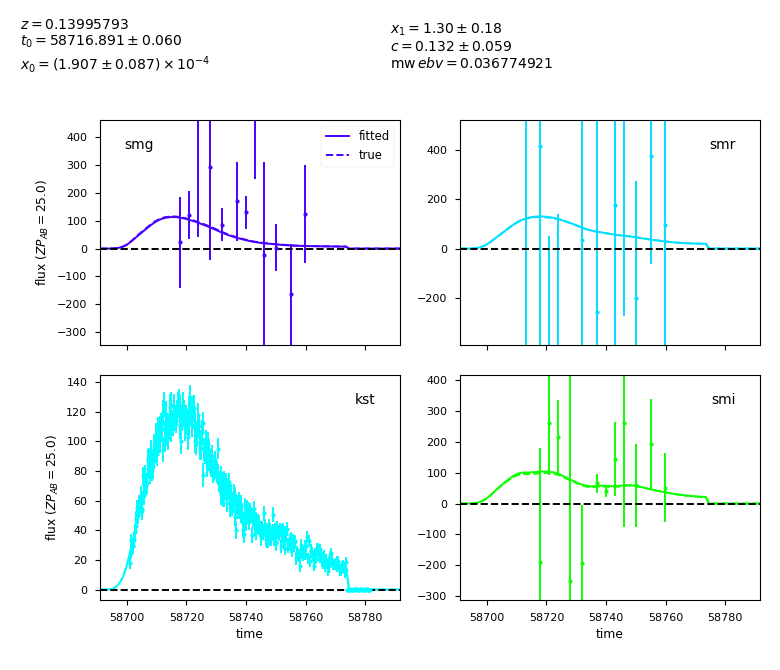 z = 0.13995793
t₀ = 58716.891 ± 0.060
x₀ = (1.907 ± 0.087) × 10⁻⁴
x₁ = 1.30 ± 0.18
c = 0.132 ± 0.059
mw ebv = 0.036774921
smg
fitted
true
400
300
200
100
0
−100
−200
−300
flux (ZP_AB = 25.0)
smr
400
200
0
−200
kst
140
120
100
80
60
40
20
0
flux (ZP_AB = 25.0)
58700 58720 58740 58760 58780
time
smi
400
300
200
100
0
−100
−200
−300
58700 58720 58740 58760 58780
time